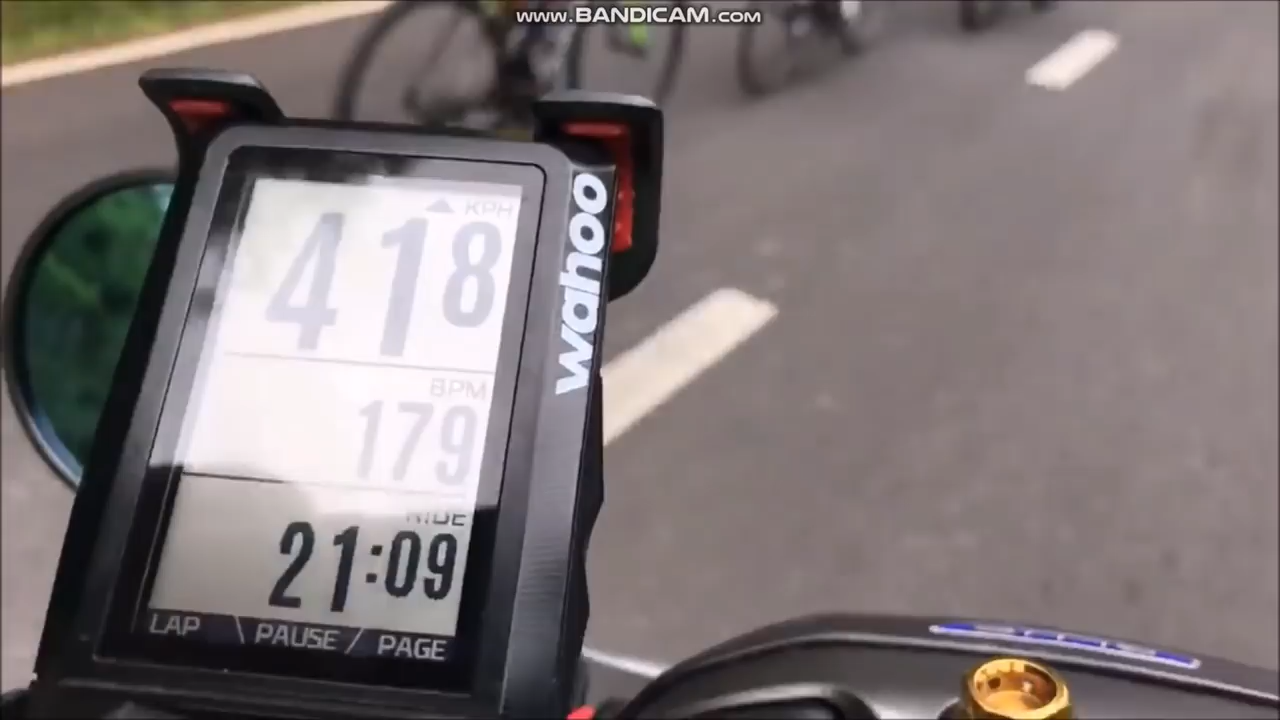 www.BANDICAM.com
KPH
41 8
BPM
179
RIDE
21:09
LAP
PAUSE
PAGE
wahoo